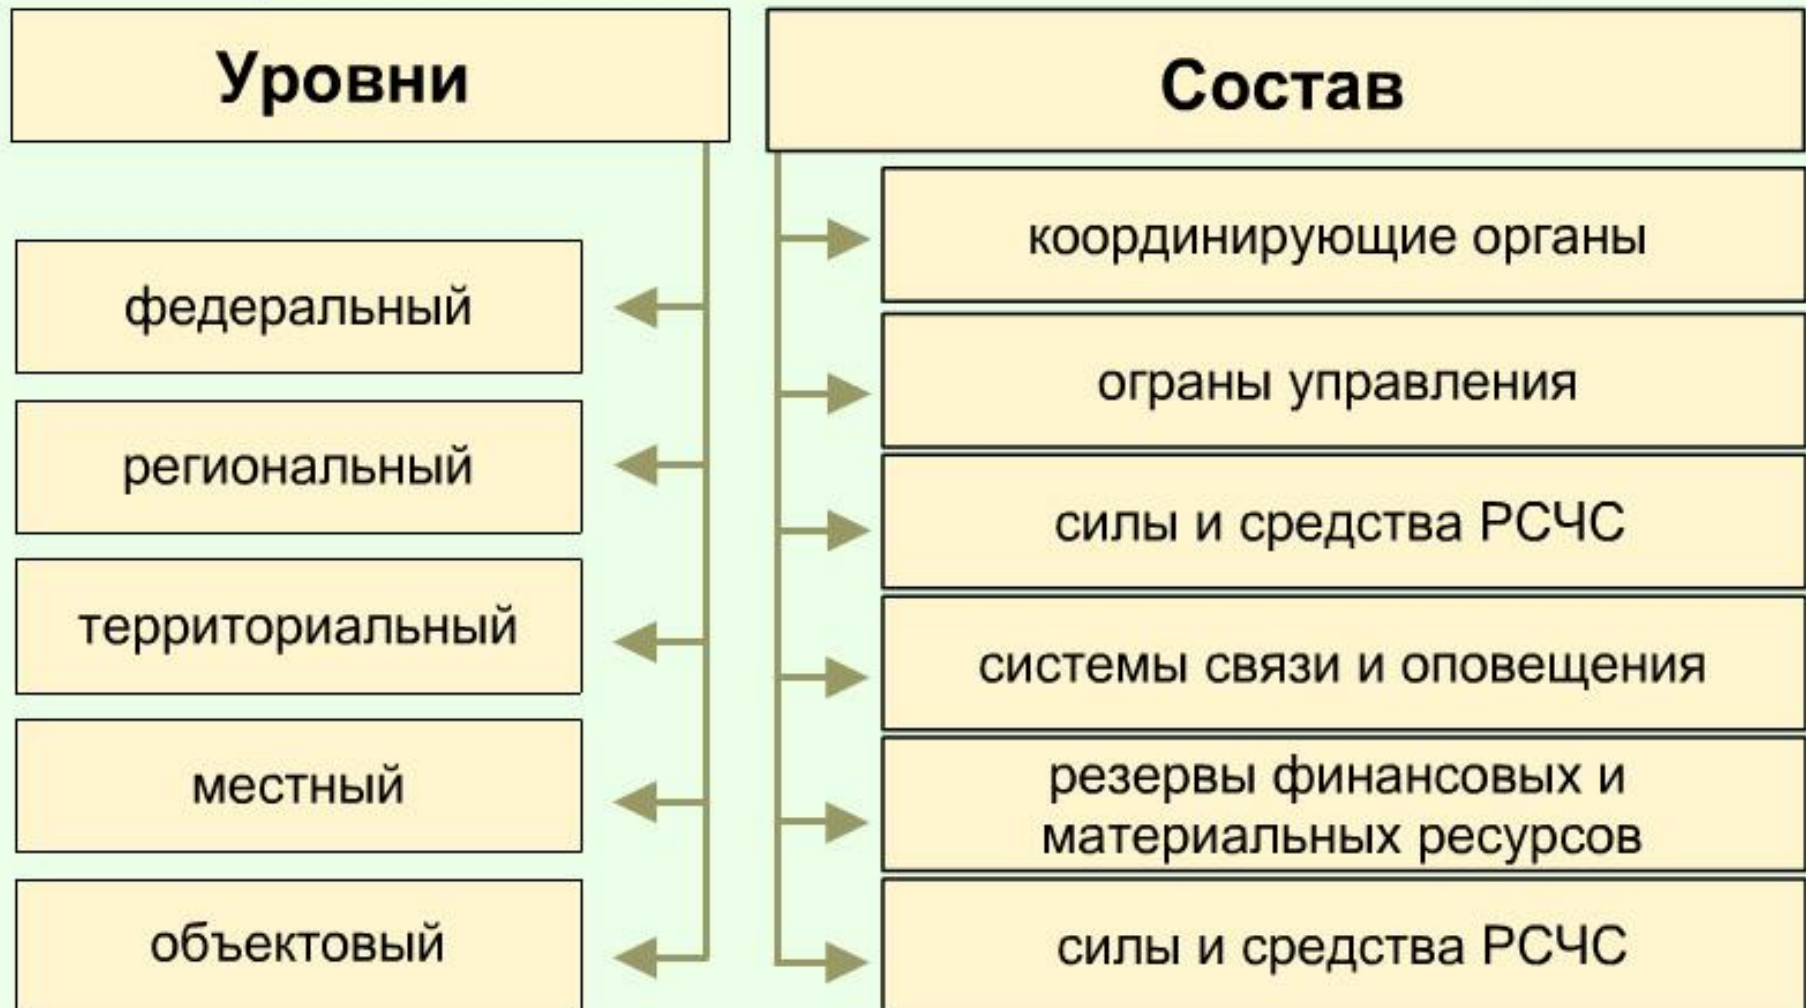 Уровни
федеральный
региональный
территориальный
местный
объектовый
Состав
координирующие органы
ограны управления
силы и средства РСЧС
системы связи и оповещения
резервы финансовых и
материальных ресурсов
силы и средства РСЧС